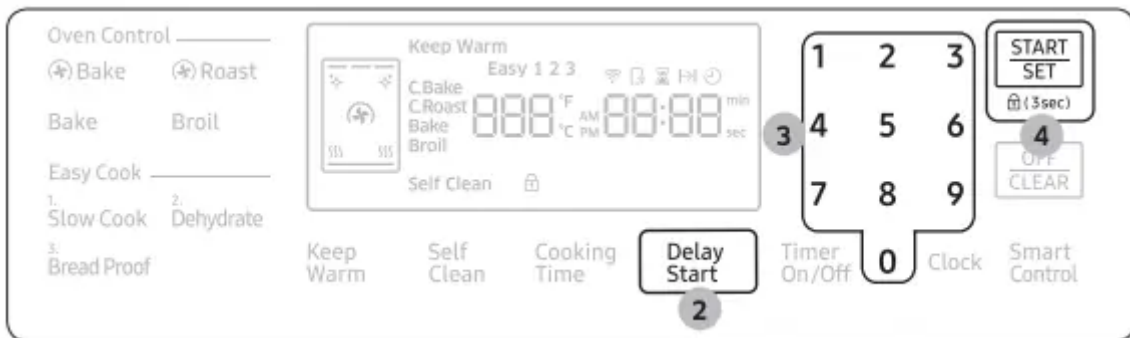 Oven Control
Bake Roast
Bake Broil
Easy Cook
1. Slow Cook 2. Dehydrate
3. Bread Proof
Keep Warm
Easy 1 2 3
C.Bake
C.Roast
Bake
Broil
888 °F °C
AM PM 88:88 min sec
Self Clean
Keep Warm
Self Clean
Cooking Time
Delay Start
2
Timer On/Off
Clock
Smart Control
1 2 3
3
4 5 6
7 8 9
0
START
SET
(3sec)
4
OFF
CLEAR